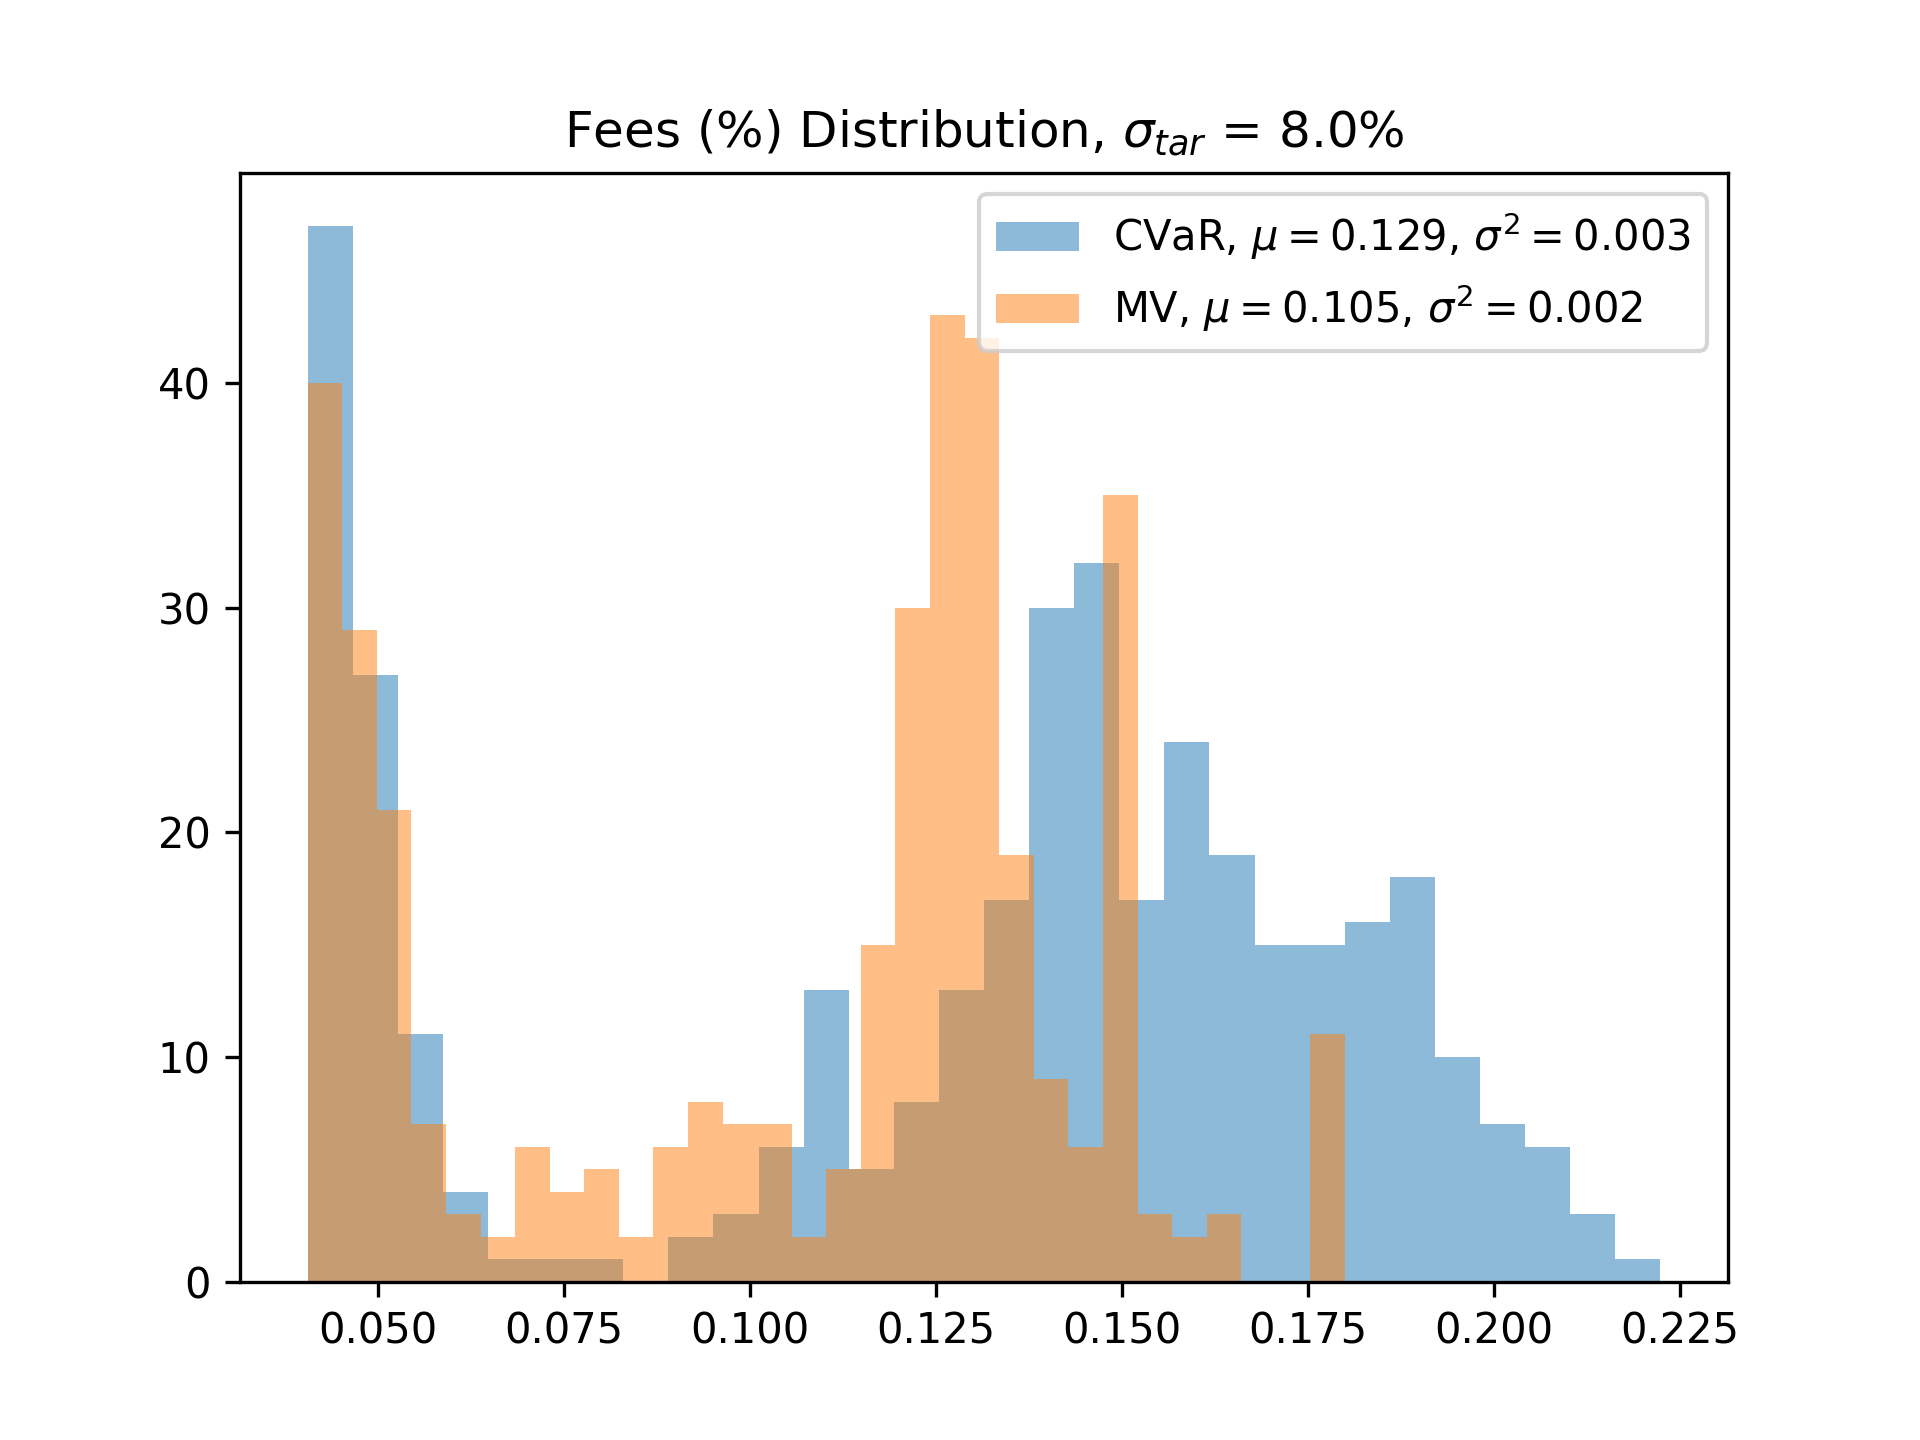 Fees (%) Distribution, σ_tar = 8.0%
CVaR, μ = 0.129, σ² = 0.003
MV, μ = 0.105, σ² = 0.002
40
30
20
10
0
0.050 0.075 0.100 0.125 0.150 0.175 0.200 0.225